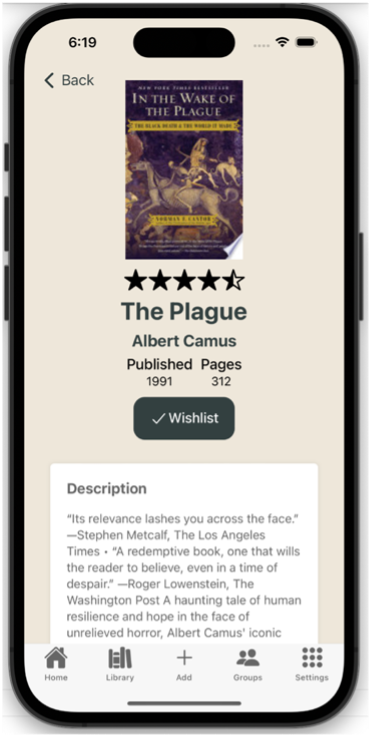 6:19
Back
NEW YORK TIMES BESTSELLER
IN THE WAKE OF
THE PLAGUE
THE BLACK DEATH & THE WORLD IT MADE
NORMAN F. CANTOR
The Plague
Albert Camus
Published Pages
1991 312
Wishlist
Description
“Its relevance lashes you across the face.”
—Stephen Metcalf, The Los Angeles
Times • “A redemptive book, one that wills
the reader to believe, even in a time of
despair.” —Roger Lowenstein, The
Washington Post A haunting tale of human
resilience and hope in the face of
unrelieved horror, Albert Camus' iconic
Home Library Add Groups Settings